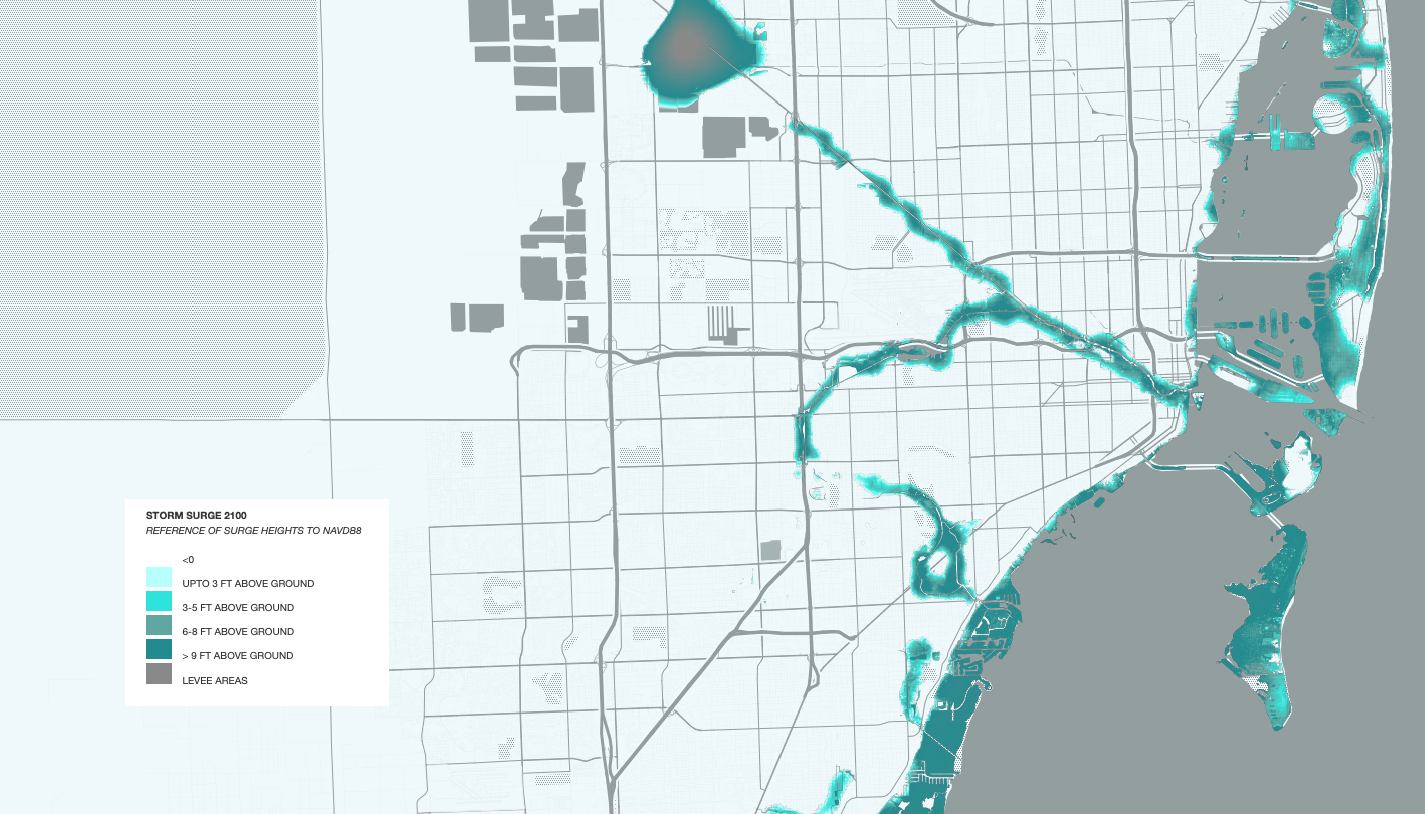 STORM SURGE 2100
REFERENCE OF SURGE HEIGHTS TO NAVD88
<0
UPTO 3 FT ABOVE GROUND
3-5 FT ABOVE GROUND
6-8 FT ABOVE GROUND
> 9 FT ABOVE GROUND
LEVEE AREAS